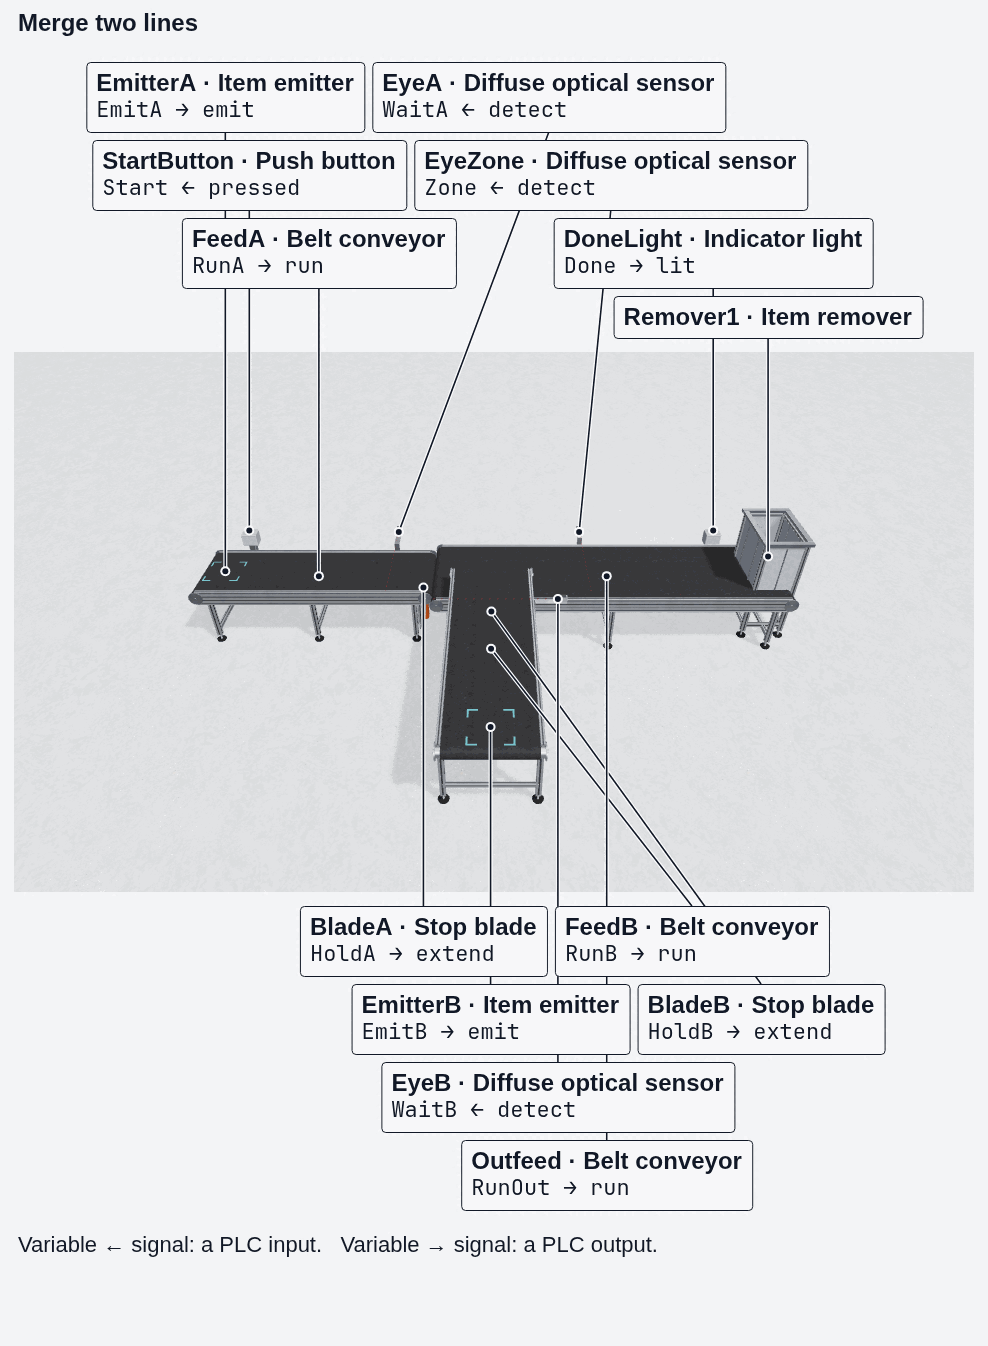 Merge two lines
EmitterA · Item emitter
EmitA → emit
EyeA · Diffuse optical sensor
WaitA ← detect
StartButton · Push button
Start ← pressed
EyeZone · Diffuse optical sensor
Zone ← detect
FeedA · Belt conveyor
RunA → run
DoneLight · Indicator light
Done → lit
Remover1 · Item remover
BladeA · Stop blade
HoldA → extend
FeedB · Belt conveyor
RunB → run
EmitterB · Item emitter
EmitB → emit
BladeB · Stop blade
HoldB → extend
EyeB · Diffuse optical sensor
WaitB ← detect
Outfeed · Belt conveyor
RunOut → run
Variable ← signal: a PLC input. Variable → signal: a PLC output.